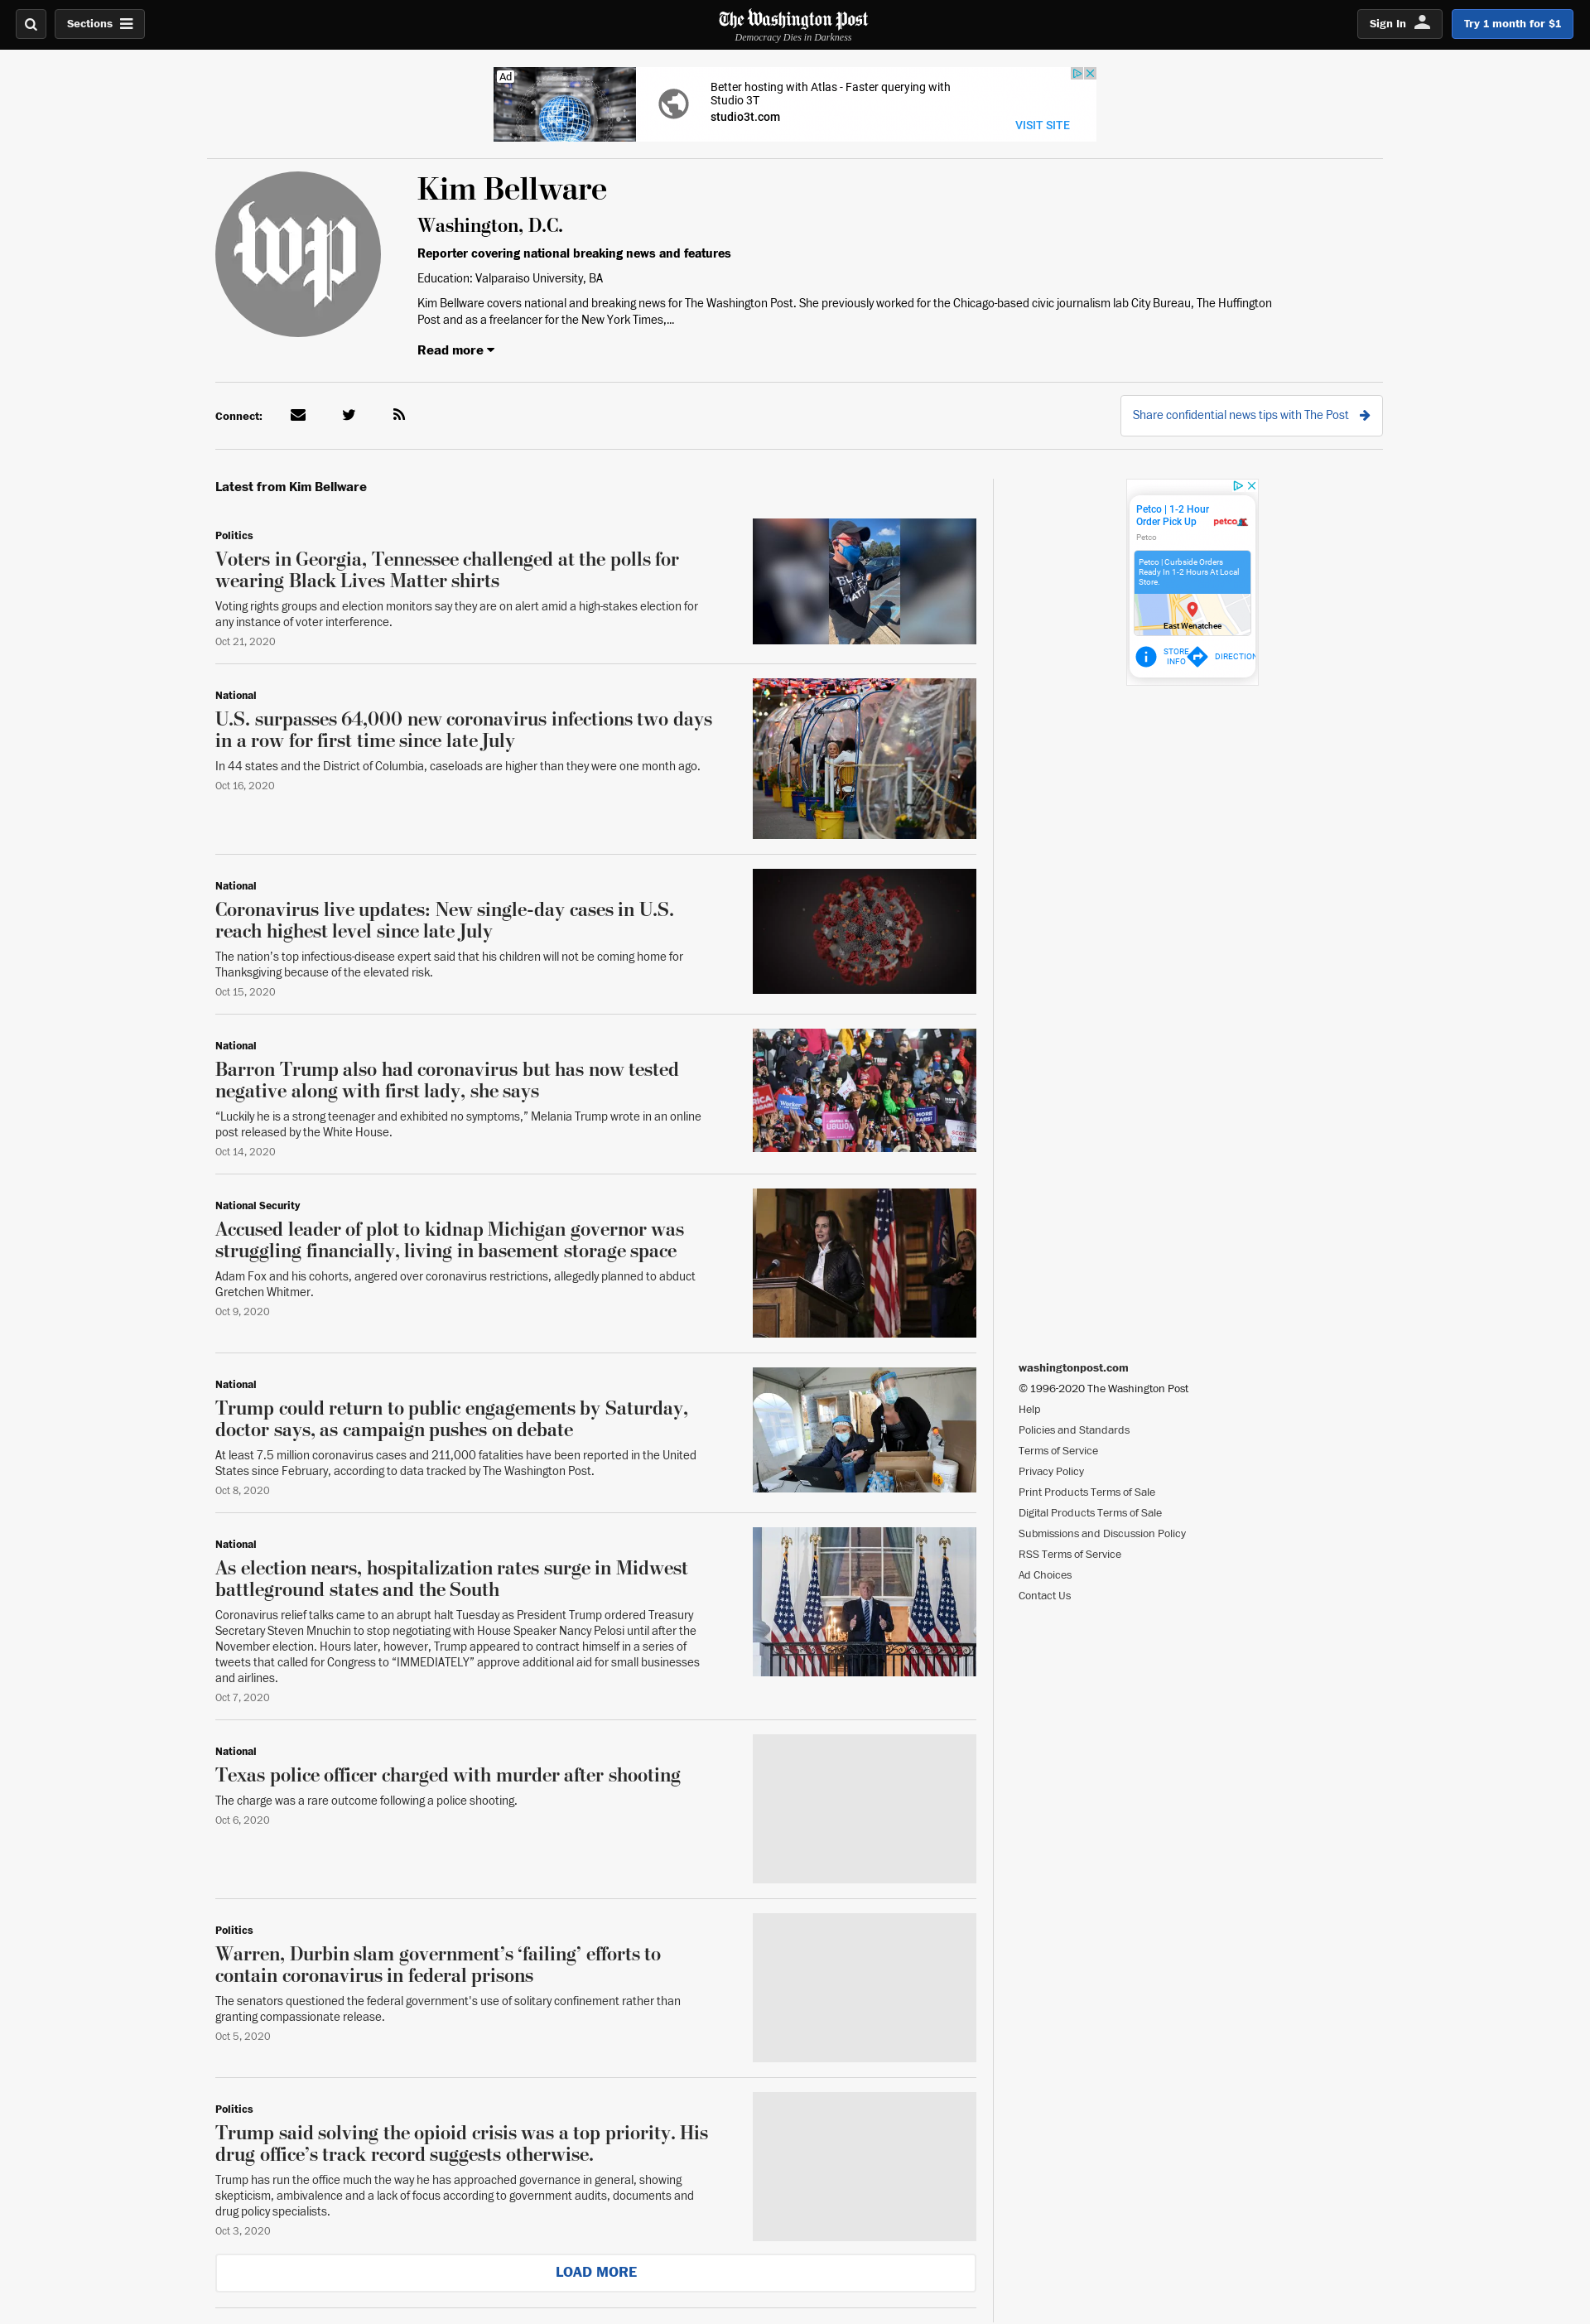 Sections
The Washington Post
Democracy Dies in Darkness
Sign In
Try 1 month for $1
Ad
Better hosting with Atlas - Faster querying with
Studio 3T
studio3t.com
VISIT SITE
wp
Kim Bellware
Washington, D.C.
Reporter covering national breaking news and features
Education: Valparaiso University, BA
Kim Bellware covers national and breaking news for The Washington Post. She previously worked for the Chicago-based civic journalism lab City Bureau, The Huffington
Post and as a freelancer for the New York Times,...
Read more
Connect:
Share confidential news tips with The Post
Latest from Kim Bellware
Politics
Voters in Georgia, Tennessee challenged at the polls for
wearing Black Lives Matter shirts
Voting rights groups and election monitors say they are on alert amid a high-stakes election for
any instance of voter interference.
Oct 21, 2020
National
U.S. surpasses 64,000 new coronavirus infections two days
in a row for first time since late July
In 44 states and the District of Columbia, caseloads are higher than they were one month ago.
Oct 16, 2020
National
Coronavirus live updates: New single-day cases in U.S.
reach highest level since late July
The nation's top infectious-disease expert said that his children will not be coming home for
Thanksgiving because of the elevated risk.
Oct 15, 2020
National
Barron Trump also had coronavirus but has now tested
negative along with first lady, she says
“Luckily he is a strong teenager and exhibited no symptoms,” Melania Trump wrote in an online
post released by the White House.
Oct 14, 2020
National Security
Accused leader of plot to kidnap Michigan governor was
struggling financially, living in basement storage space
Adam Fox and his cohorts, angered over coronavirus restrictions, allegedly planned to abduct
Gretchen Whitmer.
Oct 9, 2020
National
Trump could return to public engagements by Saturday,
doctor says, as campaign pushes on debate
At least 7.5 million coronavirus cases and 211,000 fatalities have been reported in the United
States since February, according to data tracked by The Washington Post.
Oct 8, 2020
National
As election nears, hospitalization rates surge in Midwest
battleground states and the South
Coronavirus relief talks came to an abrupt halt Tuesday as President Trump ordered Treasury
Secretary Steven Mnuchin to stop negotiating with House Speaker Nancy Pelosi until after the
November election. Hours later, however, Trump appeared to contract himself in a series of
tweets that called for Congress to “IMMEDIATELY” approve additional aid for small businesses
and airlines.
Oct 7, 2020
National
Texas police officer charged with murder after shooting
The charge was a rare outcome following a police shooting.
Oct 6, 2020
Politics
Warren, Durbin slam government’s ‘failing’ efforts to
contain coronavirus in federal prisons
The senators questioned the federal government's use of solitary confinement rather than
granting compassionate release.
Oct 5, 2020
Politics
Trump said solving the opioid crisis was a top priority. His
drug office’s track record suggests otherwise.
Trump has run the office much the way he has approached governance in general, showing
skepticism, ambivalence and a lack of focus according to government audits, documents and
drug policy specialists.
Oct 3, 2020
LOAD MORE
Petco | 1-2 Hour
Order Pick Up
petco
Petco
Petco | Curbside Orders
Ready In 1-2 Hours At Local
Store.
East Wenatchee
STORE
INFO
DIRECTION
washingtonpost.com
© 1996-2020 The Washington Post
Help
Policies and Standards
Terms of Service
Privacy Policy
Print Products Terms of Sale
Digital Products Terms of Sale
Submissions and Discussion Policy
RSS Terms of Service
Ad Choices
Contact Us